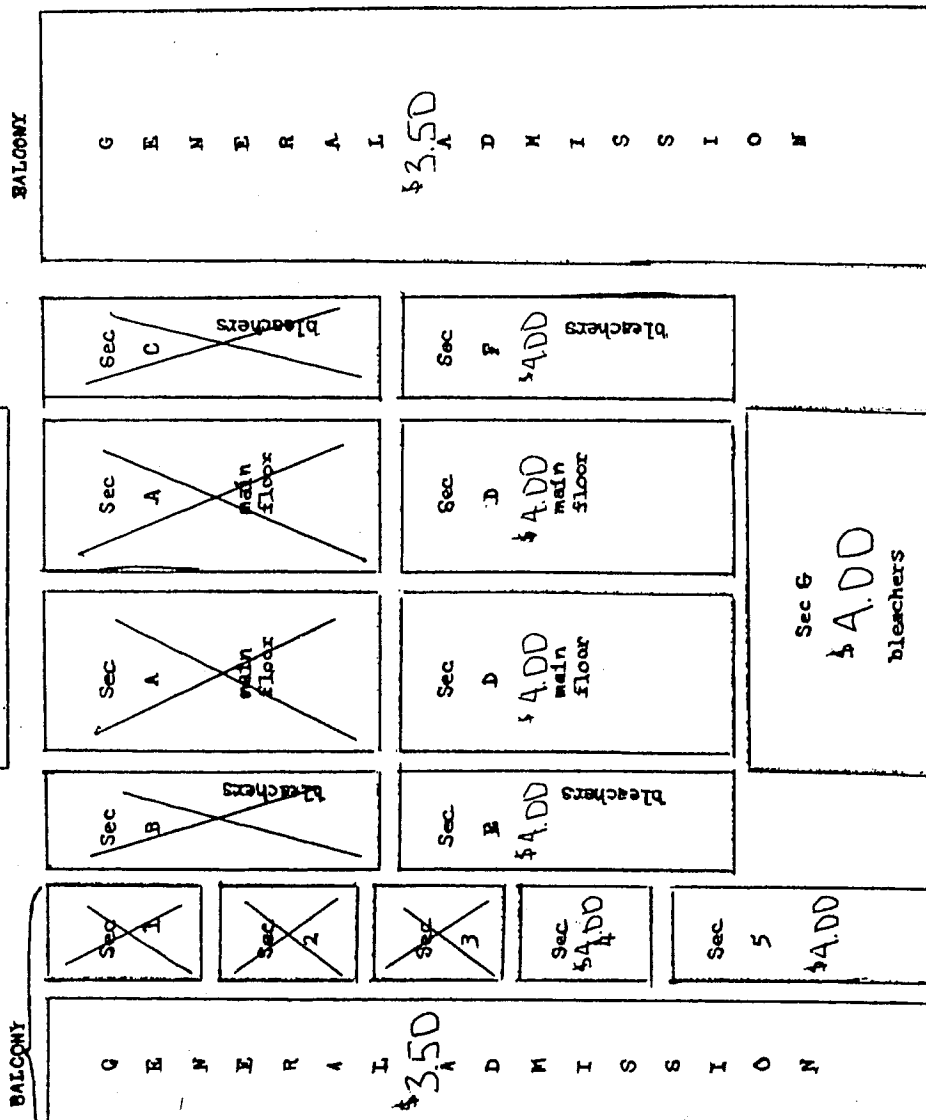 BALCONY
G
E
N
E
R
A
L
$3.50
A
D
M
I
S
S
I
O
N
Sec
1
Sec
2
Sec
3
Sec
$4.00
4
Sec
5
$4.00
Sec
B
bleachers
Sec
A
main
floor
Sec
A
main
floor
Sec
C
bleachers
Sec
E
$4.00
bleachers
Sec
D
$4.00
main
floor
Sec
D
$4.00
main
floor
Sec
F
$4.00
bleachers
Sec G
$4.00
bleachers
BALCONY
G
E
N
E
R
A
L
$3.50
A
D
M
I
S
S
I
O
N